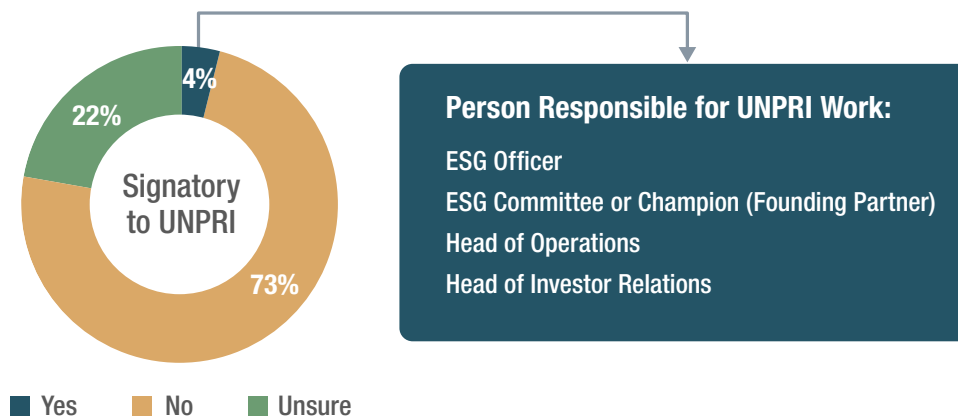 4%
22%
73%
Signatory
to UNPRI
Person Responsible for UNPRI Work:
ESG Officer
ESG Committee or Champion (Founding Partner)
Head of Operations
Head of Investor Relations
Yes
No
Unsure